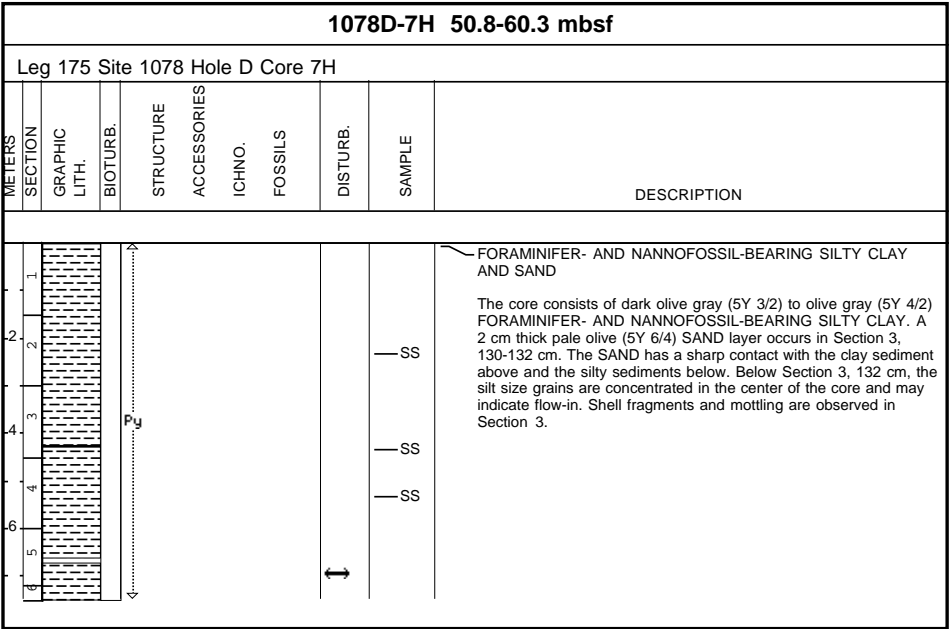 1078D-7H 50.8-60.3 mbsf
Leg 175 Site 1078 Hole D Core 7H
METERS
SECTION
GRAPHIC
LITH.
BIOTURB.
STRUCTURE
ACCESSORIES
ICHNO.
FOSSILS
DISTURB.
SAMPLE
DESCRIPTION
FORAMINIFER- AND NANNOFOSSIL-BEARING SILTY CLAY
AND SAND
The core consists of dark olive gray (5Y 3/2) to olive gray (5Y 4/2)
FORAMINIFER- AND NANNOFOSSIL-BEARING SILTY CLAY. A
2 cm thick pale olive (5Y 6/4) SAND layer occurs in Section 3,
130-132 cm. The SAND has a sharp contact with the clay sediment
above and the silty sediments below. Below Section 3, 132 cm, the
silt size grains are concentrated in the center of the core and may
indicate flow-in. Shell fragments and mottling are observed in
Section 3.
1
2
2
SS
3
Py
4
SS
4
SS
6
5
6